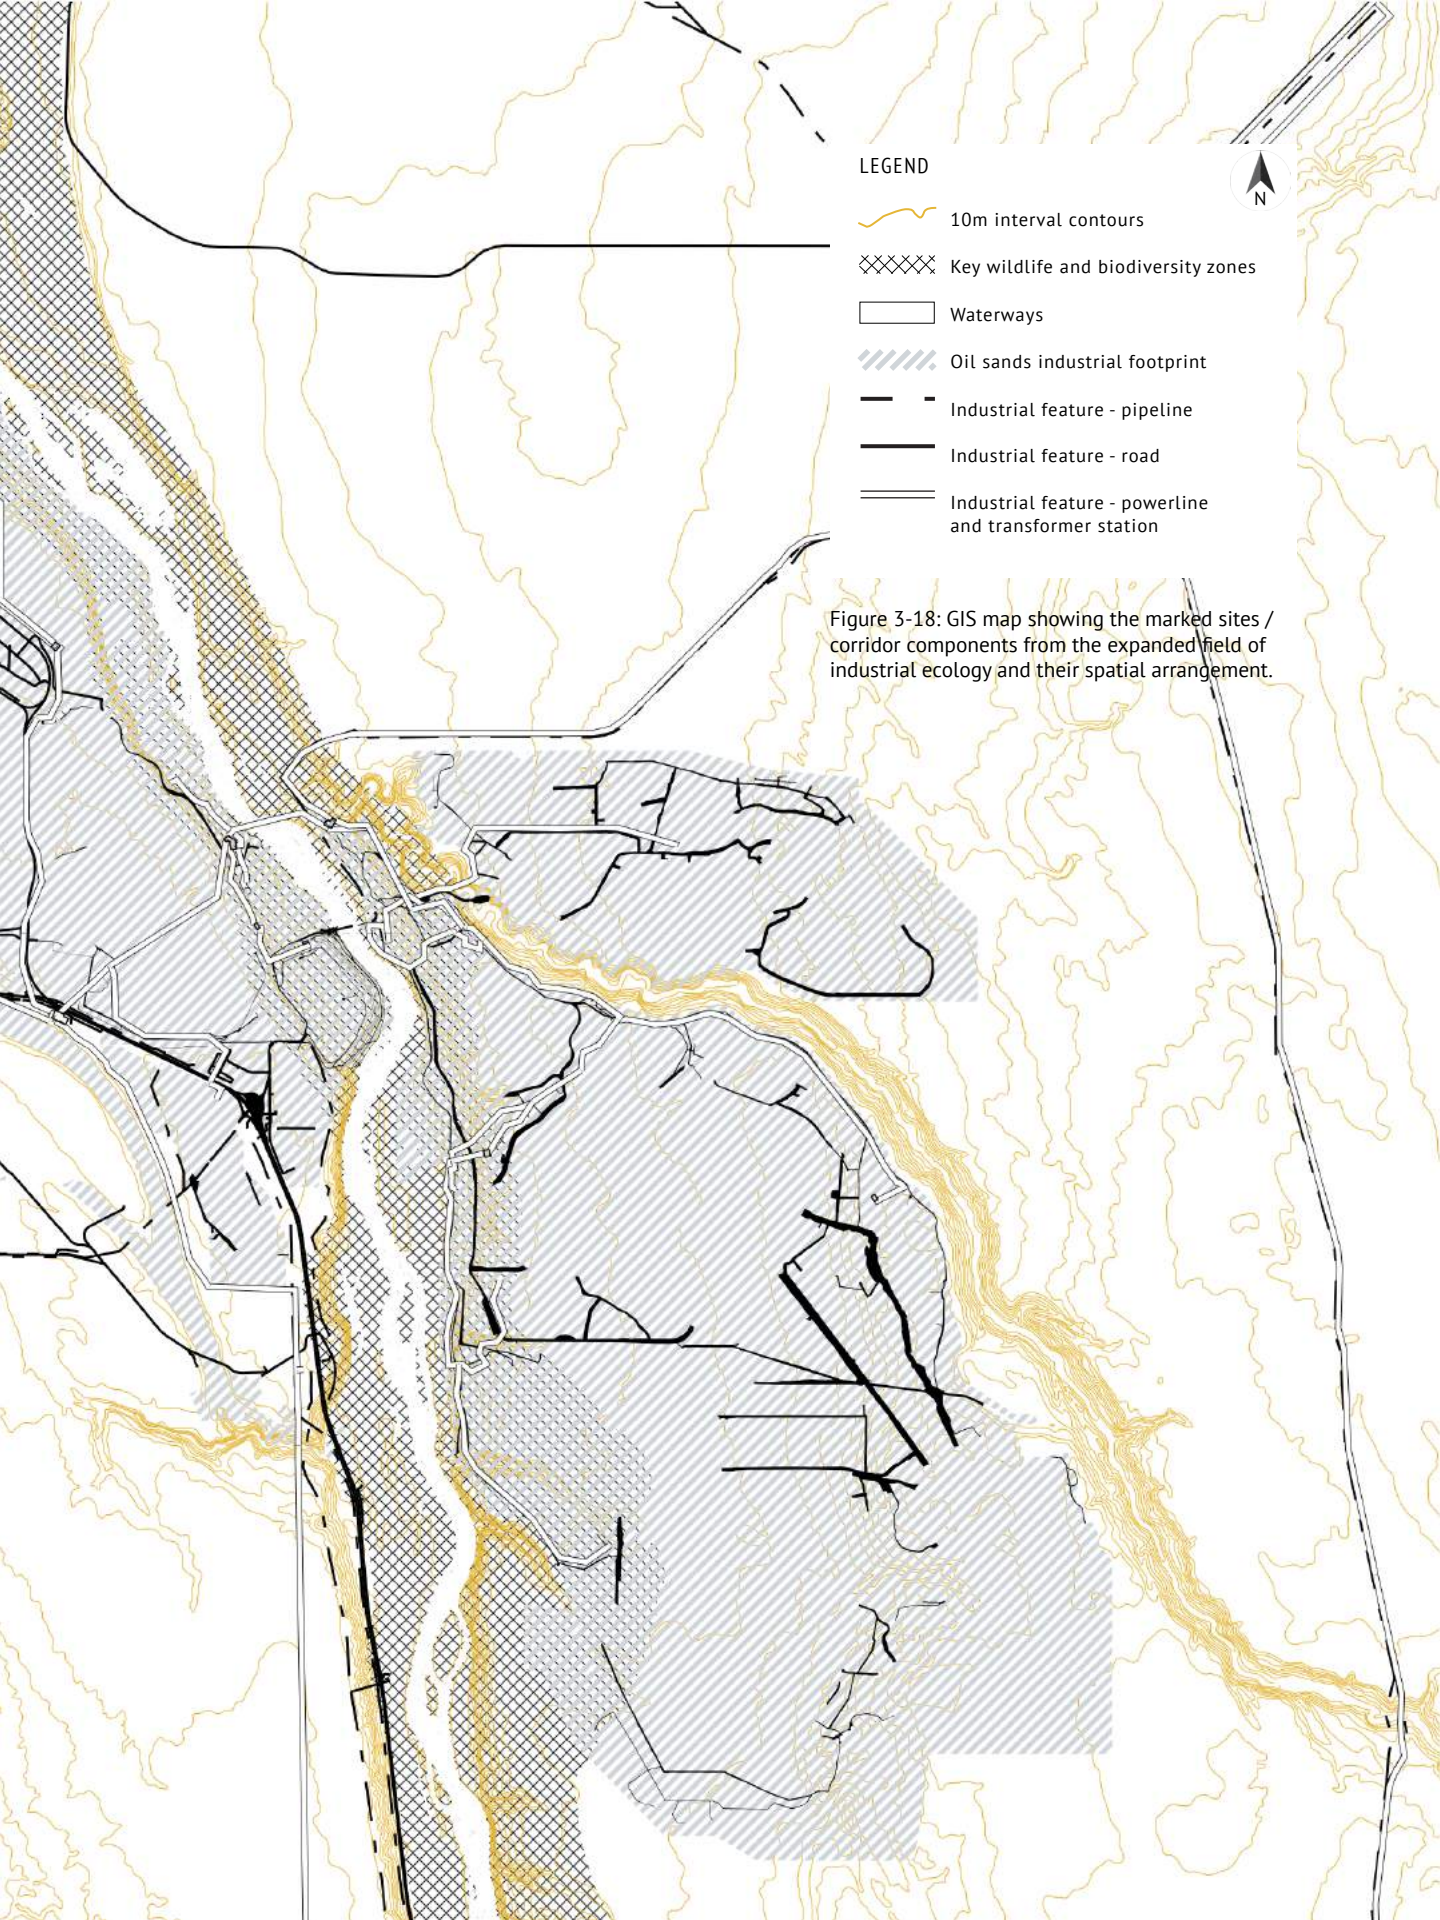 LEGEND
N
10m interval contours
Key wildlife and biodiversity zones
Waterways
Oil sands industrial footprint
Industrial feature - pipeline
Industrial feature - road
Industrial feature - powerline
and transformer station
Figure 3-18: GIS map showing the marked sites /
corridor components from the expanded field of
industrial ecology and their spatial arrangement.